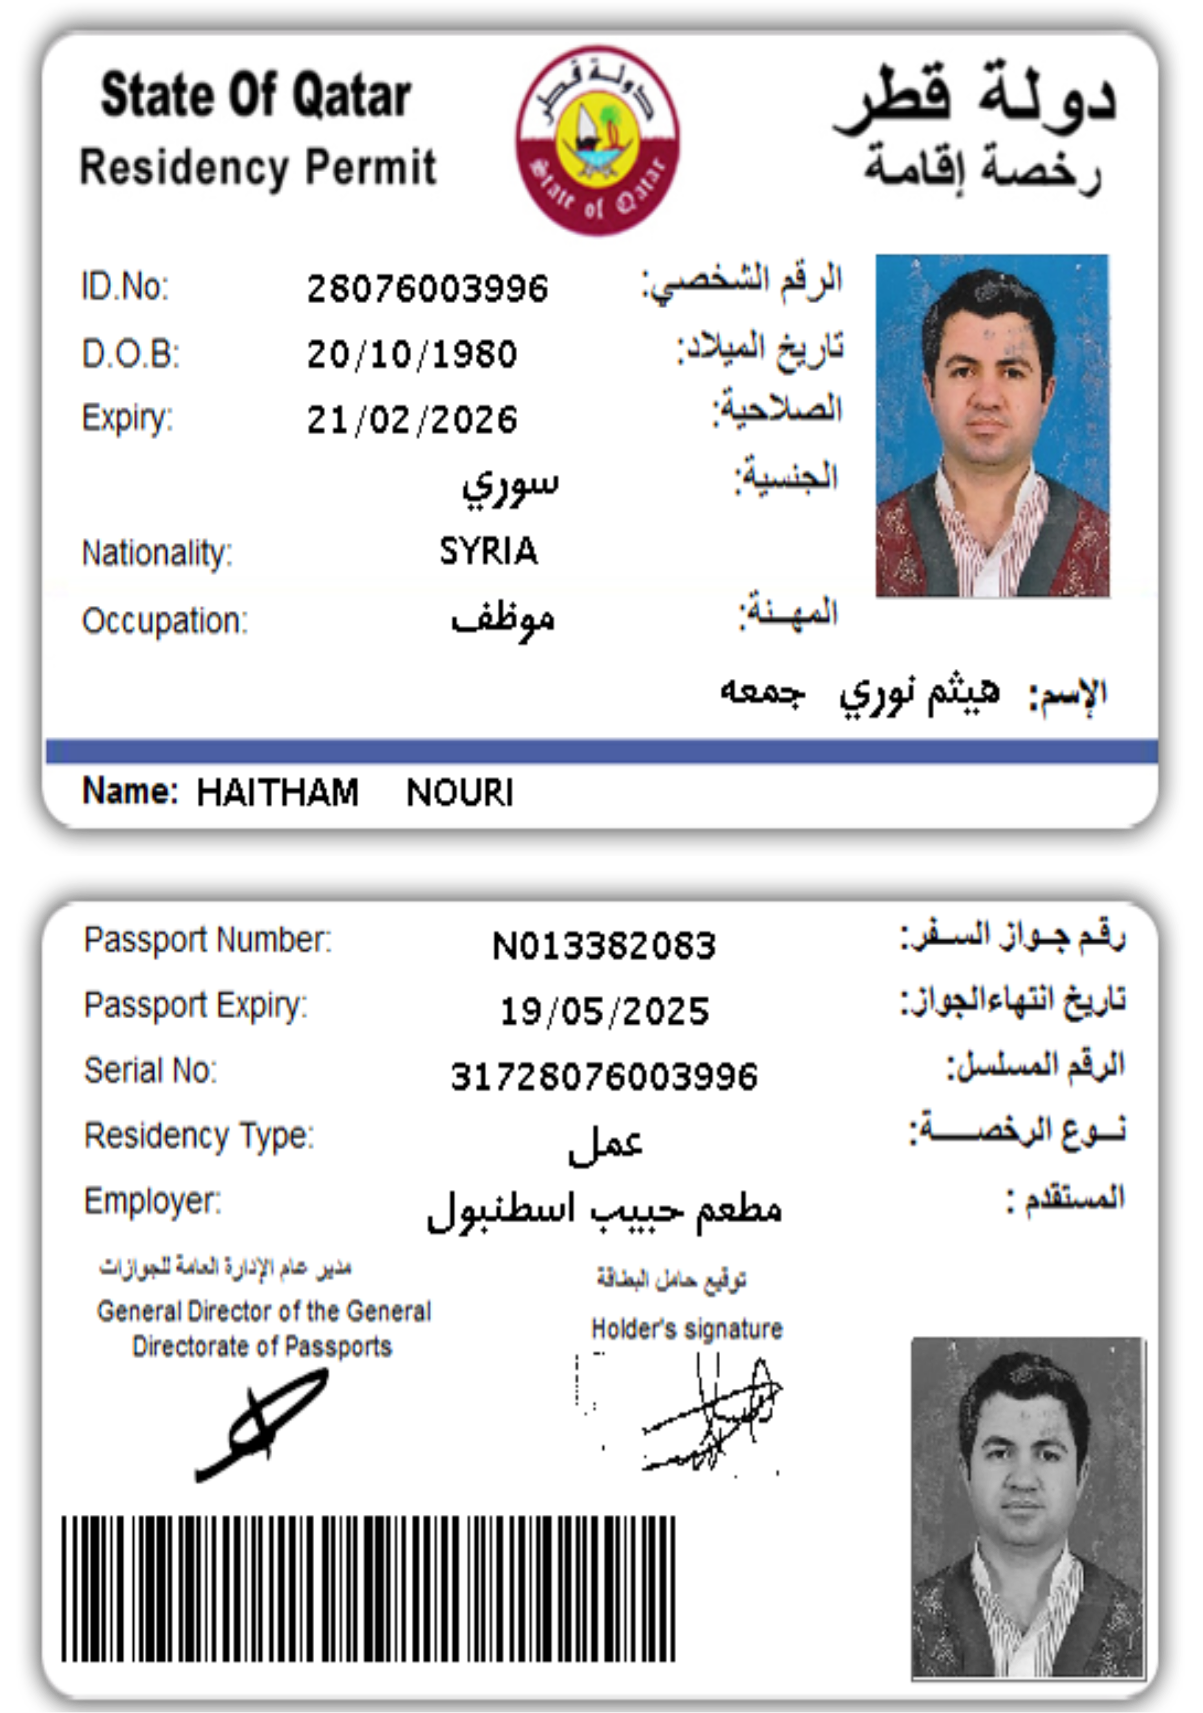 State Of Qatar
دولة قطر
Residency Permit
رخصة إقامة
دولة قطر
State of Qatar
ID.No: 28076003996 الرقم الشخصي:
D.O.B: 20/10/1980 تاريخ الميلاد:
Expiry: 21/02/2026 الصلاحية:
سوري الجنسية:
Nationality: SYRIA
Occupation: موظف المهـنة:
الإسم: هيثم نوري جمعه
Name: HAITHAM NOURI
Passport Number: N013382083 رقم جـواز السـفر:
Passport Expiry: 19/05/2025 تاريخ انتهاءالجواز:
Serial No: 31728076003996 الرقم المسلسل:
Residency Type: عمل نـوع الرخصــة:
Employer: مطعم حبيب اسطنبول المستقدم :
مدير عام الإدارة العامة للجوازات
General Director of the General
Directorate of Passports
توقيع حامل البطاقة
Holder's signature